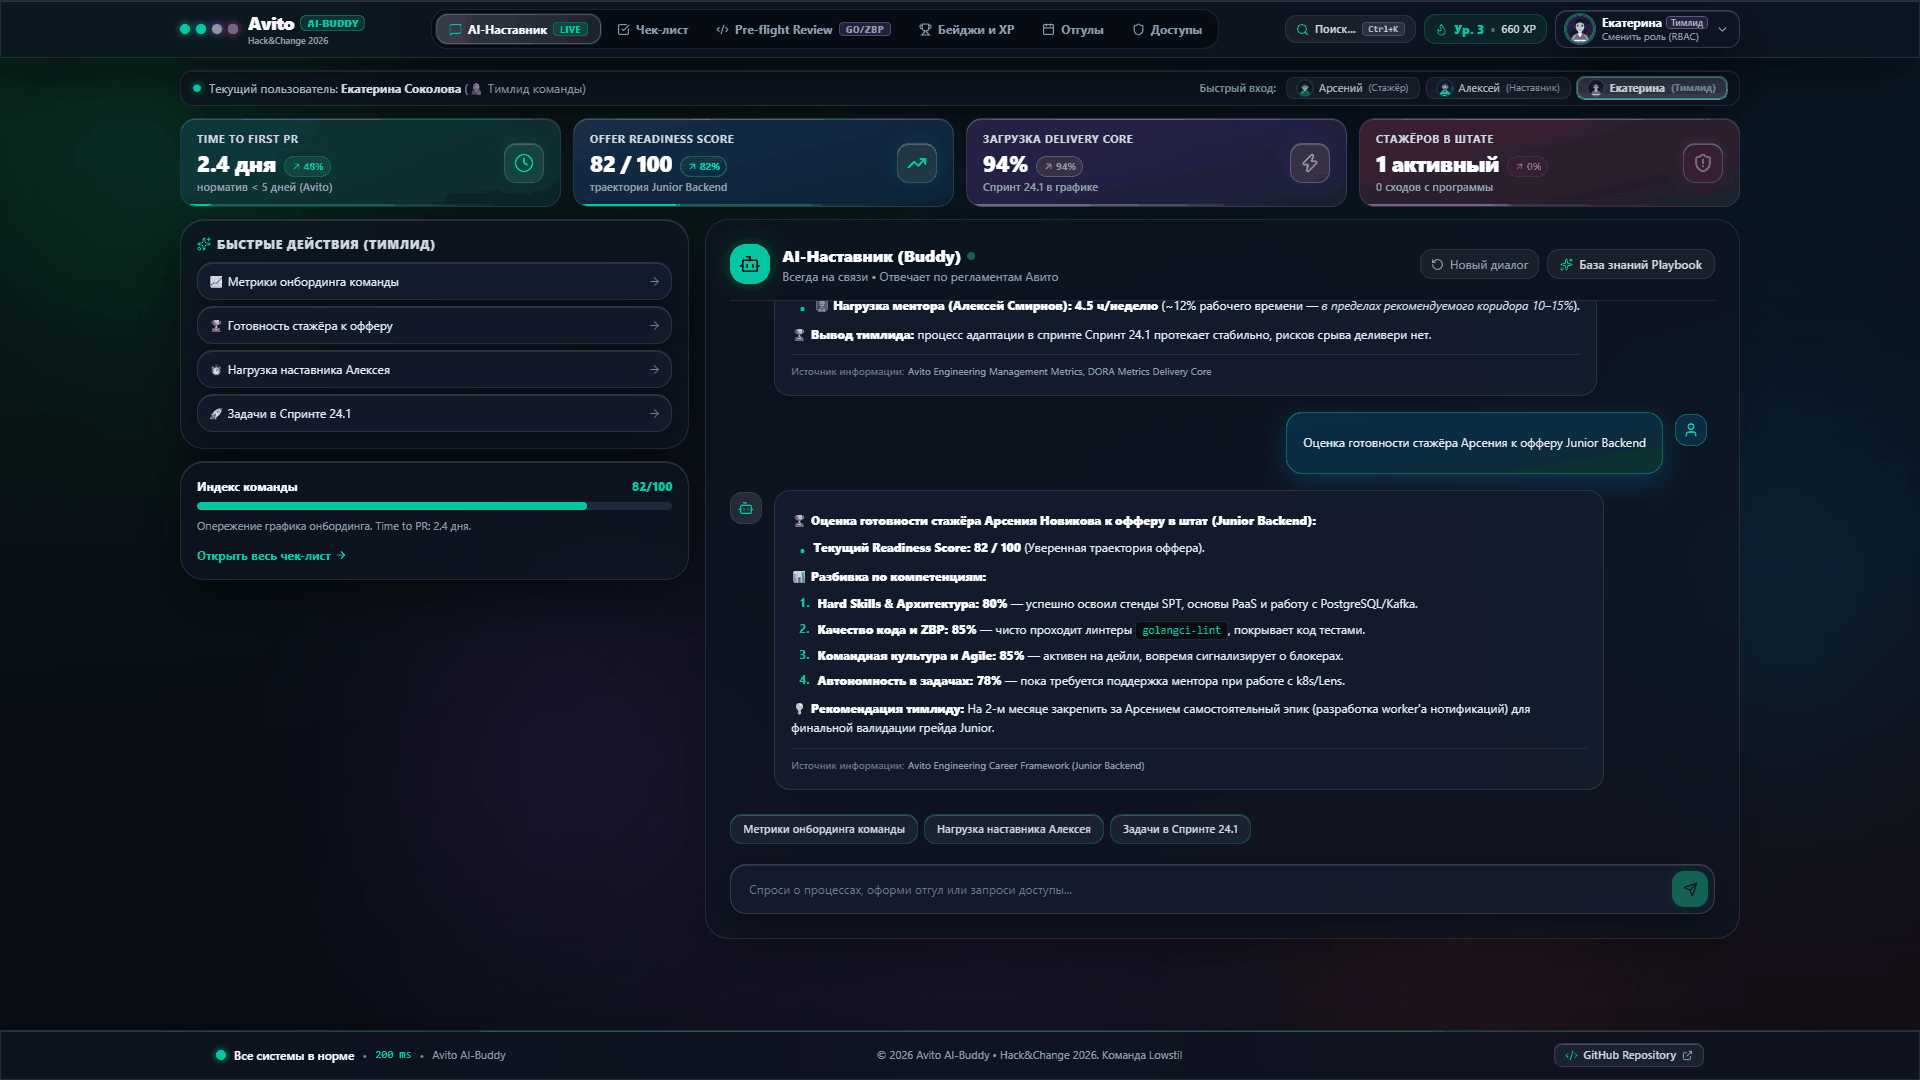 Avito AI-BUDDY
Hack&Change 2026
AI-Наставник LIVE
Чек-лист
Pre-flight Review GO/ZBP
Бейджи и XP
Отгулы
Доступы
Поиск... Ctrl+K
Ур. 3 • 660 XP
Екатерина Тимлид
Сменить роль (RBAC)
Текущий пользователь: Екатерина Соколова ( Тимлид команды)
Быстрый вход:
Арсений (Стажёр)
Алексей (Наставник)
Екатерина (Тимлид)
TIME TO FIRST PR
2.4 дня 48%
норматив < 5 дней (Avito)
OFFER READINESS SCORE
82 / 100 82%
траектория Junior Backend
ЗАГРУЗКА DELIVERY CORE
94% 94%
Спринт 24.1 в графике
СТАЖЁРОВ В ШТАТЕ
1 активный 0%
0 сходов с программы
БЫСТРЫЕ ДЕЙСТВИЯ (ТИМЛИД)
Метрики онбординга команды
Готовность стажёра к офферу
Нагрузка наставника Алексея
Задачи в Спринте 24.1
Индекс команды 82/100
Опережение графика онбординга. Time to PR: 2.4 дня.
Открыть весь чек-лист →
AI-Наставник (Buddy)
Всегда на связи • Отвечает по регламентам Авито
Новый диалог
База знаний Playbook
• Нагрузка ментора (Алексей Смирнов): 4.5 ч/неделю (~12% рабочего времени — в пределах рекомендуемого коридора 10–15%).
Вывод тимлида: процесс адаптации в спринте Спринт 24.1 протекает стабильно, рисков срыва деливери нет.
Источник информации: Avito Engineering Management Metrics, DORA Metrics Delivery Core
Оценка готовности стажёра Арсения к офферу Junior Backend
Оценка готовности стажёра Арсения Новикова к офферу в штат (Junior Backend):
• Текущий Readiness Score: 82 / 100 (Уверенная траектория оффера).
Разбивка по компетенциям:
1. Hard Skills & Архитектура: 80% — успешно освоил стенды SPT, основы PaaS и работу с PostgreSQL/Kafka.
2. Качество кода и ZBP: 85% — чисто проходит линтеры golangci-lint, покрывает код тестами.
3. Командная культура и Agile: 85% — активен на дейли, вовремя сигнализирует о блокерах.
4. Автономность в задачах: 78% — пока требуется поддержка ментора при работе с k8s/Lens.
Рекомендация тимлиду: На 2-м месяце закрепить за Арсением самостоятельный эпик (разработка worker'а нотификаций) для
финальной валидации грейда Junior.
Источник информации: Avito Engineering Career Framework (Junior Backend)
Метрики онбординга команды
Нагрузка наставника Алексея
Задачи в Спринте 24.1
Спроси о процессах, оформи отгул или запроси доступы...
Все системы в норме • 200 ms • Avito AI-Buddy
© 2026 Avito AI-Buddy • Hack&Change 2026. Команда Lowstil
GitHub Repository